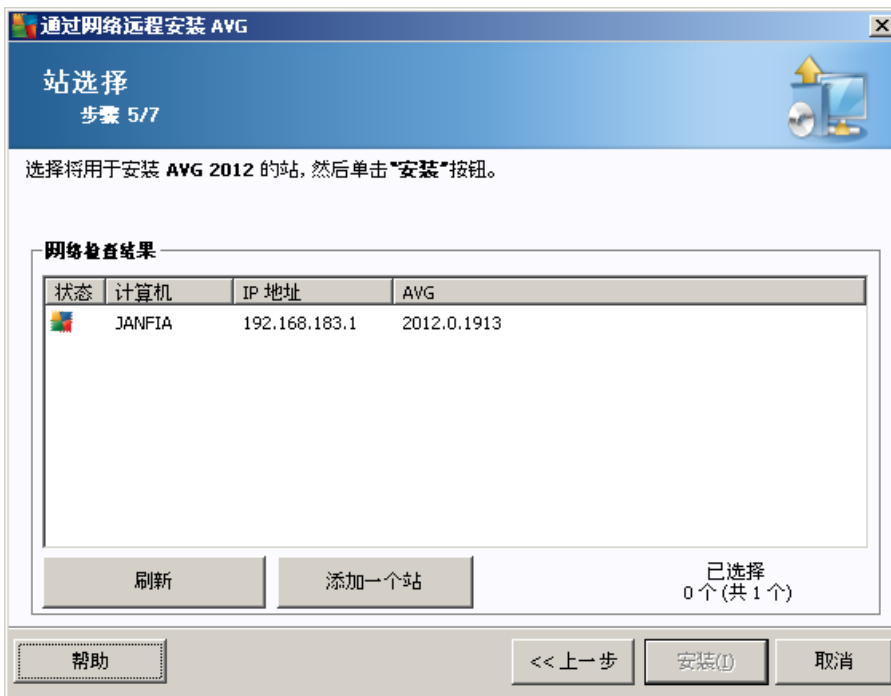 通过网络远程安装 AVG
站选择
步骤 5/7
选择将用于安装 AVG 2012 的站, 然后单击"安装"按钮。
网络检查结果
状态 计算机 IP 地址 AVG
JANFIA 192.168.183.1 2012.0.1913
刷新 添加一个站
已选择
0 个 (共 1 个)
帮助 << 上一步 安装(I) 取消